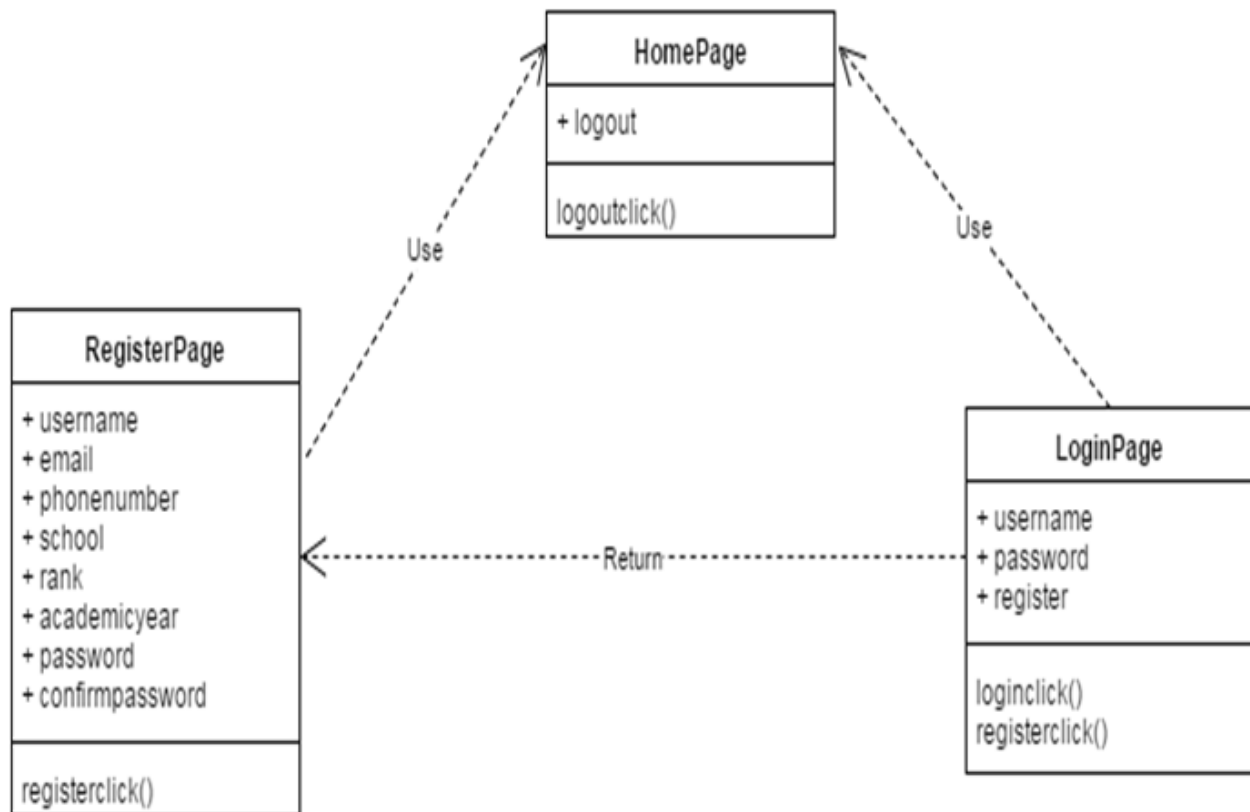 HomePage
+ logout
logoutclick()
Use
Use
RegisterPage
+ username
+ email
+ phonenumber
+ school
+ rank
+ academicyear
+ password
+ confirmpassword
registerclick()
Return
LoginPage
+ username
+ password
+ register
loginclick()
registerclick()